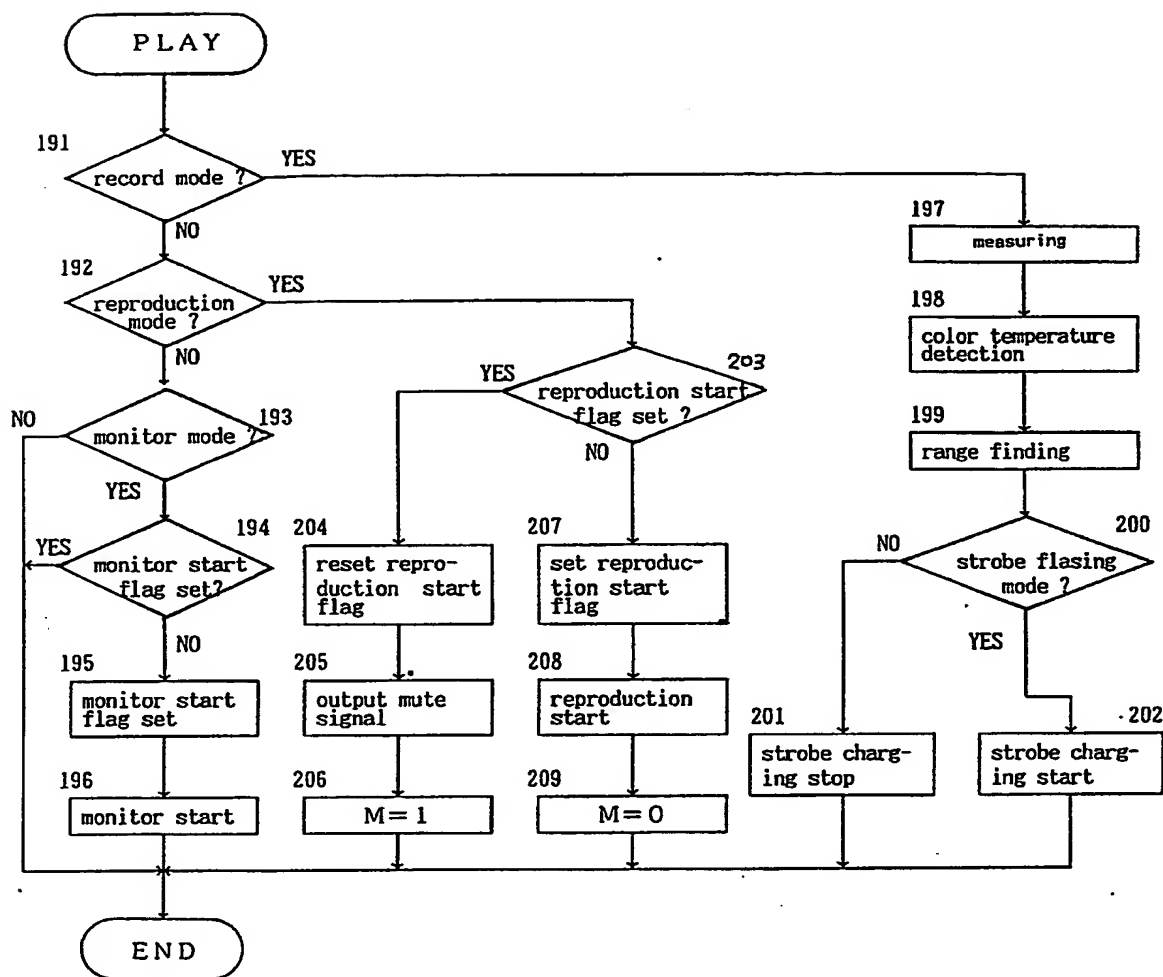 PLAY
191
record mode ?
YES
NO
192
reproduction
mode ?
YES
NO
193
monitor mode ?
NO
YES
194
monitor start
flag set?
YES
NO
195
monitor start
flag set
196
monitor start
203
reproduction start
flag set ?
YES
NO
204
reset repro-
duction start
flag
205
output mute
signal
206
M=1
207
set reproduc-
tion start
flag
208
reproduction
start
209
M=0
197
measuring
198
color temperature
detection
199
range finding
200
strobe flasing
mode ?
NO
YES
201
strobe charg-
ing stop
202
strobe charg-
ing start
END